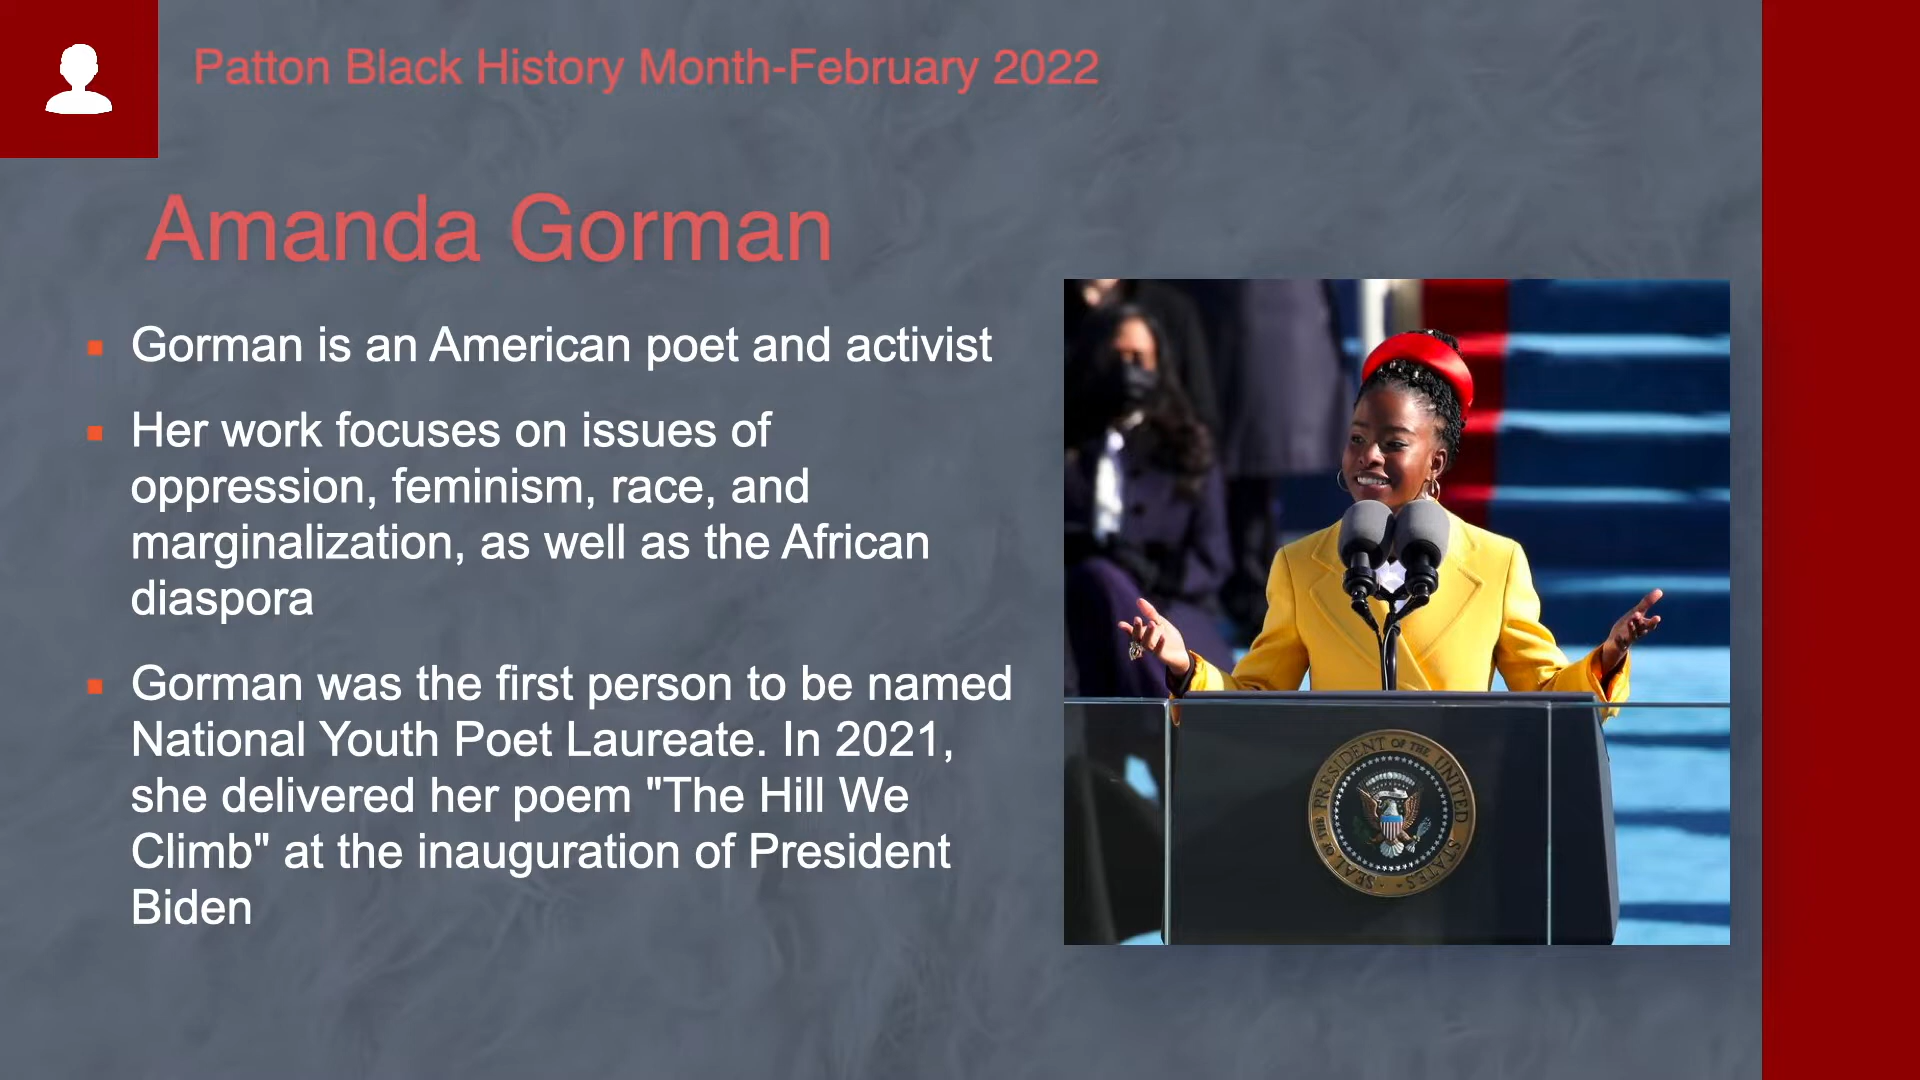 Patton Black History Month-February 2022
Amanda Gorman
Gorman is an American poet and activist
Her work focuses on issues of
oppression, feminism, race, and
marginalization, as well as the African
diaspora
Gorman was the first person to be named
National Youth Poet Laureate. In 2021,
she delivered her poem "The Hill We
Climb" at the inauguration of President
Biden
SEAL OF THE PRESIDENT OF THE UNITED STATES